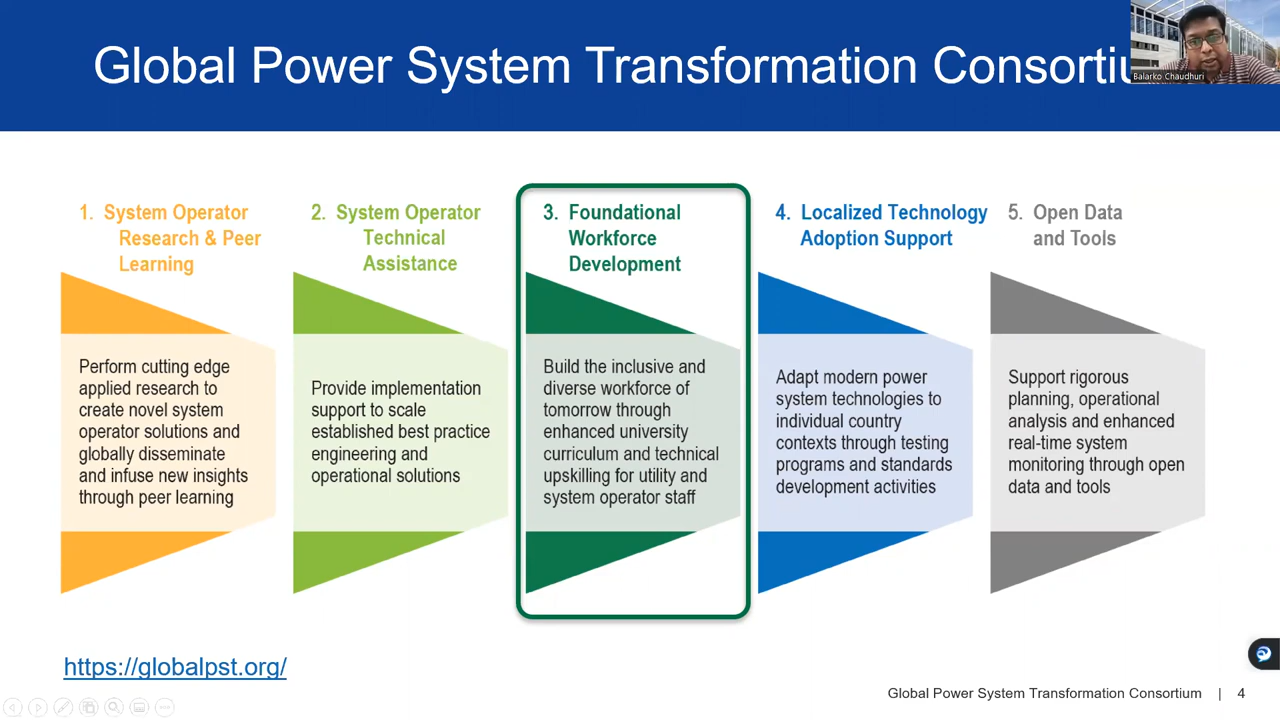 Global Power System Transformation Consortiu
Balarko Chaudhuri
1. System Operator
Research & Peer
Learning
Perform cutting edge
applied research to
create novel system
operator solutions and
globally disseminate
and infuse new insights
through peer learning
2. System Operator
Technical
Assistance
Provide implementation
support to scale
established best practice
engineering and
operational solutions
3. Foundational
Workforce
Development
Build the inclusive and
diverse workforce of
tomorrow through
enhanced university
curriculum and technical
upskilling for utility and
system operator staff
4. Localized Technology
Adoption Support
Adapt modern power
system technologies to
individual country
contexts through testing
programs and standards
development activities
5. Open Data
and Tools
Support rigorous
planning, operational
analysis and enhanced
real-time system
monitoring through open
data and tools
https://globalpst.org/
Global Power System Transformation Consortium | 4